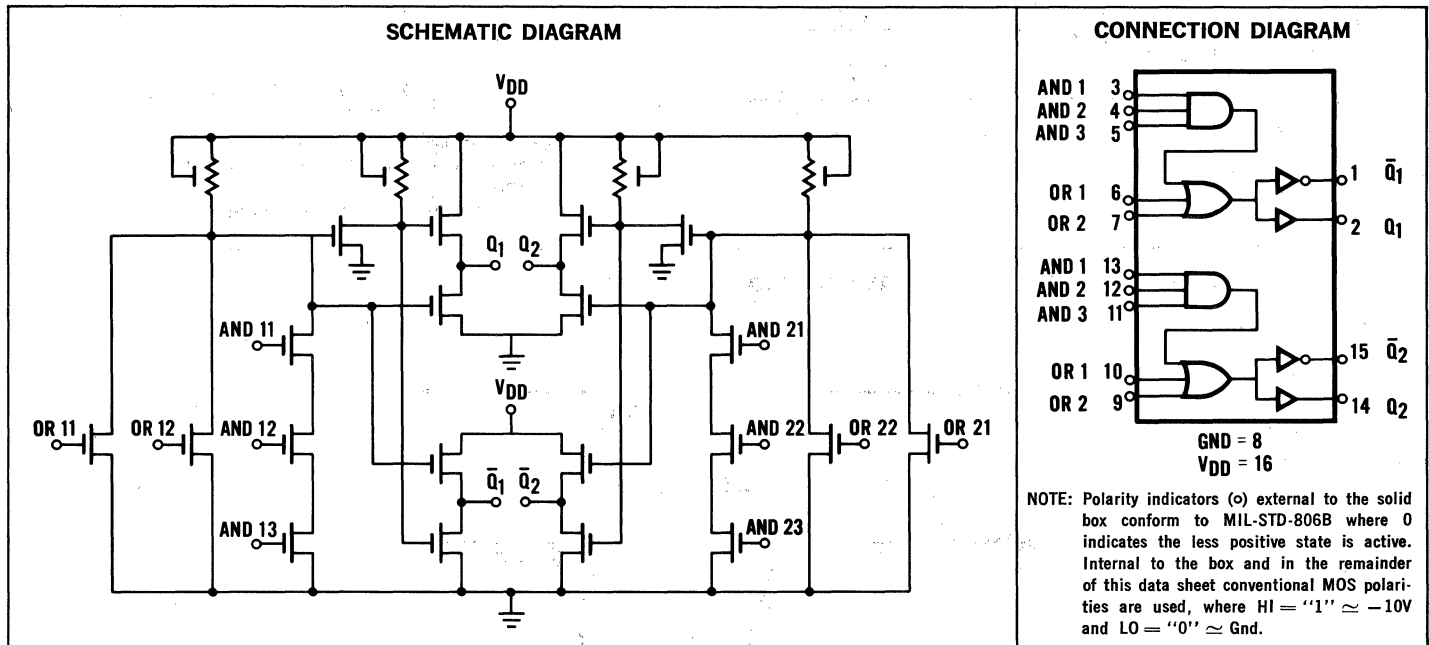 SCHEMATIC DIAGRAM
VDD
Q1 Q2
AND 11
AND 21
VDD
OR 11
OR 12
AND 12
AND 22
OR 22
OR 21
Q̄1 Q̄2
AND 13
AND 23
CONNECTION DIAGRAM
AND 1 3
AND 2 4
AND 3 5
1 Q̄1
OR 1 6
OR 2 7
2 Q1
AND 1 13
AND 2 12
AND 3 11
15 Q̄2
OR 1 10
OR 2 9
14 Q2
GND = 8
VDD = 16
NOTE: Polarity indicators (o) external to the solid
box conform to MIL-STD-806B where 0
indicates the less positive state is active.
Internal to the box and in the remainder
of this data sheet conventional MOS polari-
ties are used, where HI = "1" ≃ −10V
and LO = "0" ≃ Gnd.